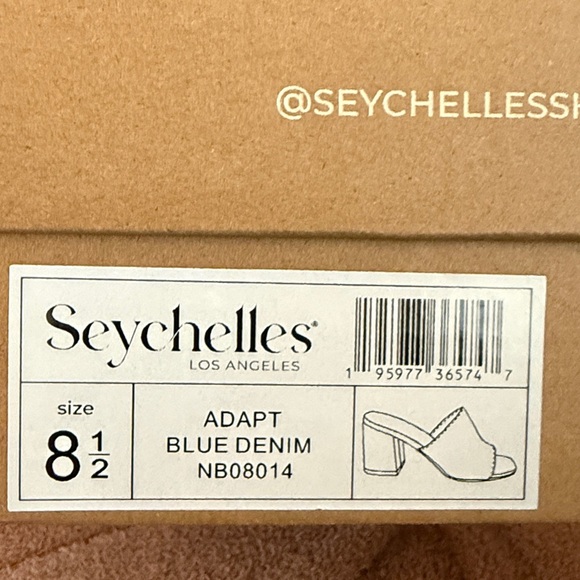 @SEYCHELLESSH
Seychelles®
LOS ANGELES
1 95977 36574 7
size
8 1/2
ADAPT
BLUE DENIM
NB08014